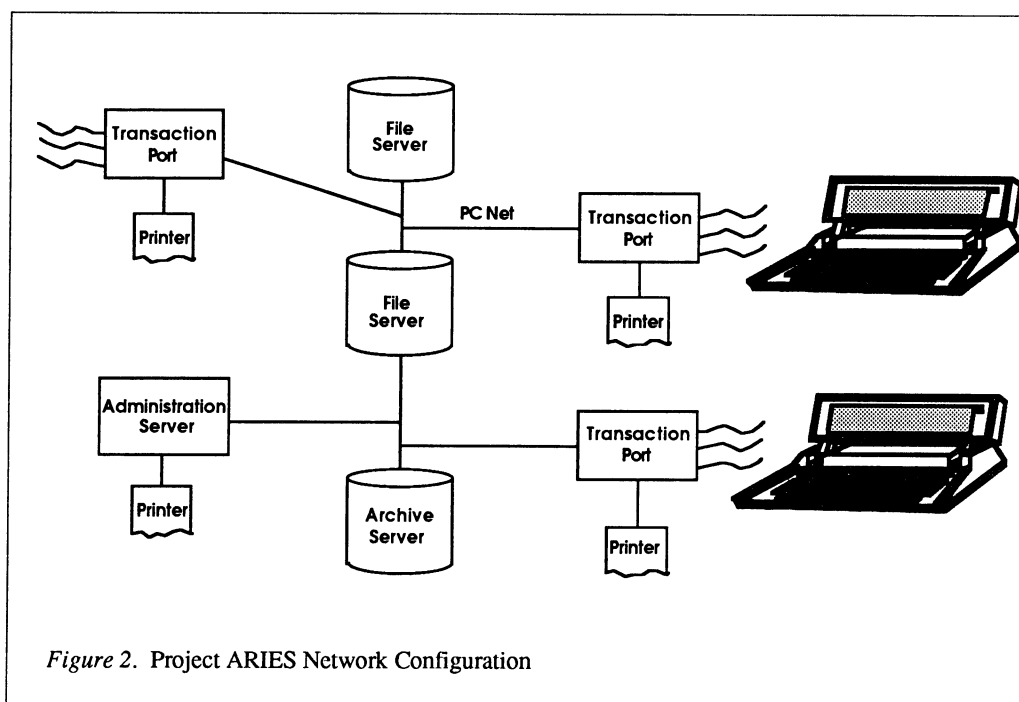 File
Server
Transaction
Port
Printer
PC Net
Transaction
Port
Printer
File
Server
Administration
Server
Printer
Transaction
Port
Printer
Archive
Server
Figure 2. Project ARIES Network Configuration